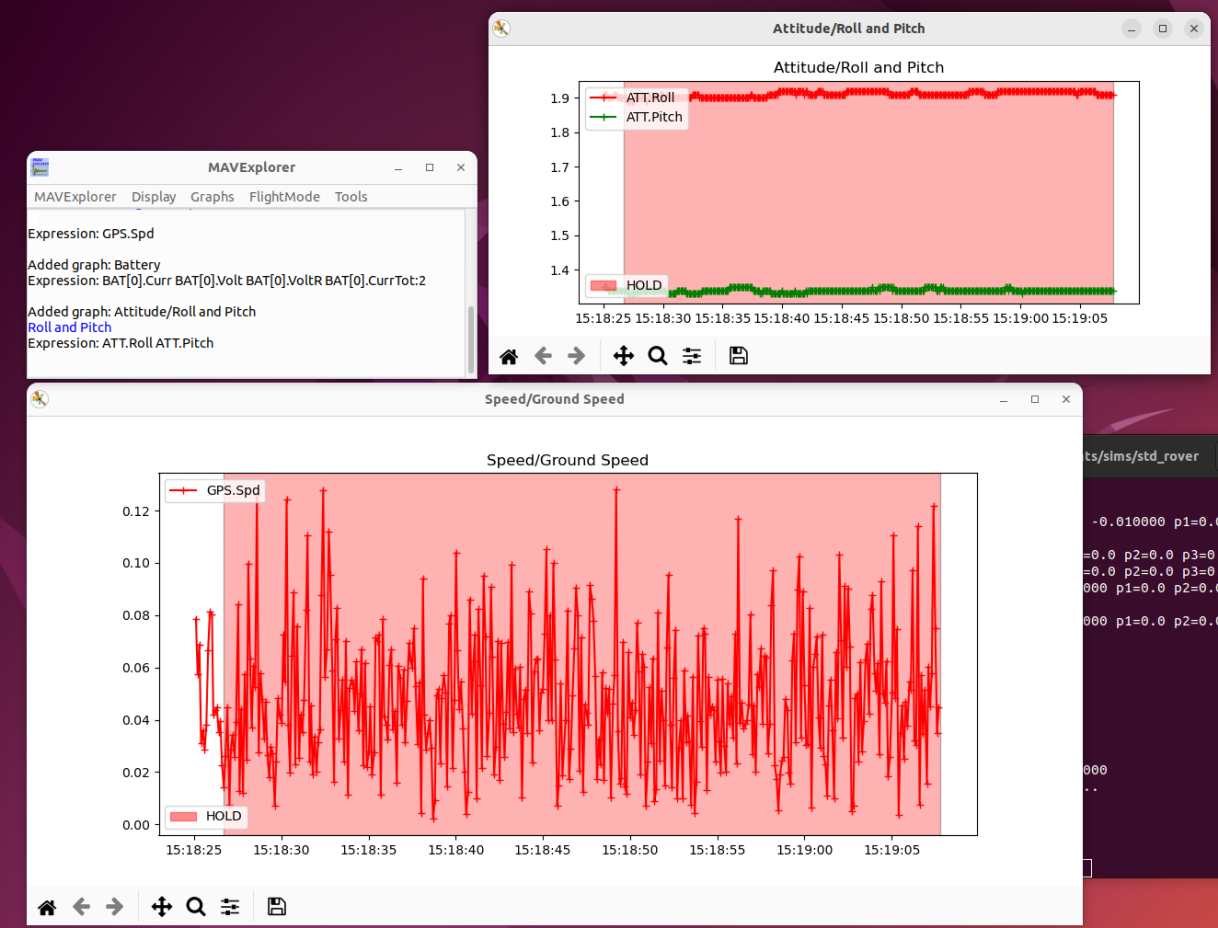 Attitude/Roll and Pitch
Attitude/Roll and Pitch
1.9
1.8
1.7
1.6
1.5
1.4
ATT.Roll
ATT.Pitch
HOLD
15:18:25 15:18:30 15:18:35 15:18:40 15:18:45 15:18:50 15:18:55 15:19:00 15:19:05
MAVExplorer
MAVExplorer Display Graphs FlightMode Tools
Expression: GPS.Spd
Added graph: Battery
Expression: BAT[0].Curr BAT[0].Volt BAT[0].VoltR BAT[0].CurrTot:2
Added graph: Attitude/Roll and Pitch
Roll and Pitch
Expression: ATT.Roll ATT.Pitch
Speed/Ground Speed
Speed/Ground Speed
GPS.Spd
0.12
0.10
0.08
0.06
0.04
0.02
0.00
HOLD
15:18:25 15:18:30 15:18:35 15:18:40 15:18:45 15:18:50 15:18:55 15:19:00 15:19:05
ts/sims/std_rover
-0.010000 p1=0.0
=0.0 p2=0.0 p3=0
=0.0 p2=0.0 p3=0
000 p1=0.0 p2=0.0
000 p1=0.0 p2=0.0
000
..